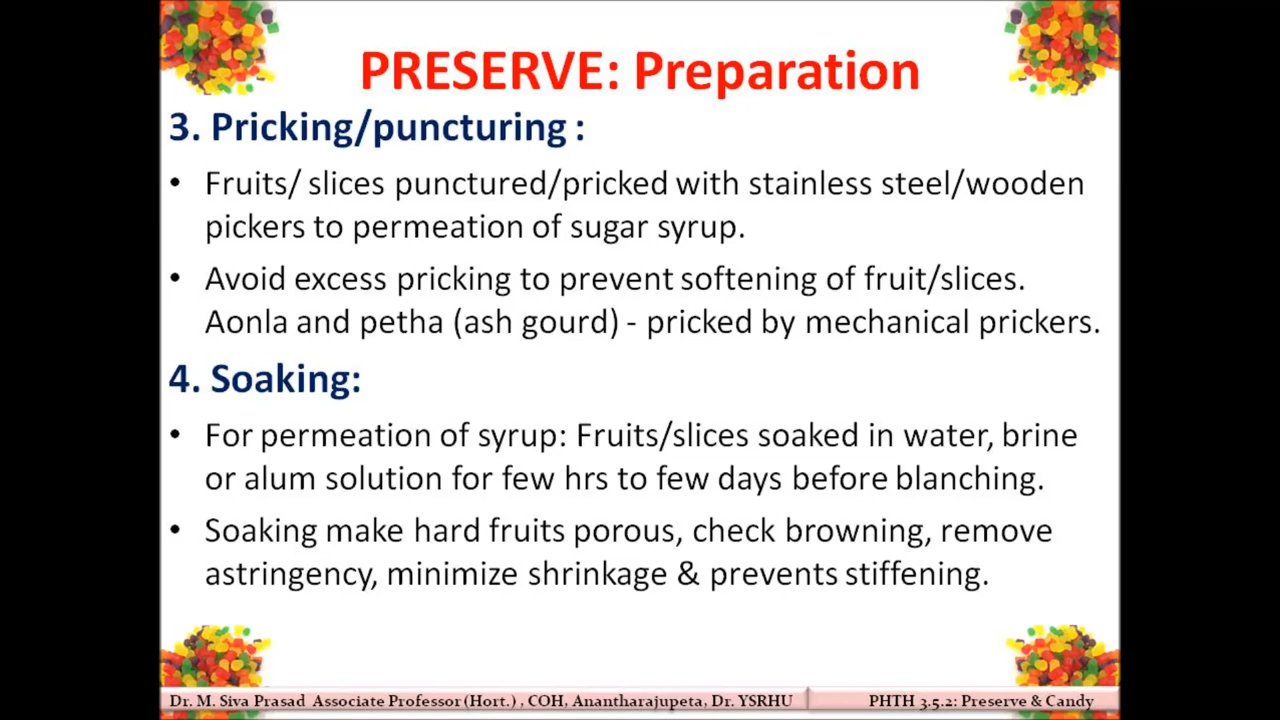 PRESERVE: Preparation
3. Pricking/puncturing :
• Fruits/ slices punctured/pricked with stainless steel/wooden
pickers to permeation of sugar syrup.
• Avoid excess pricking to prevent softening of fruit/slices.
Aonla and petha (ash gourd) - pricked by mechanical prickers.
4. Soaking:
• For permeation of syrup: Fruits/slices soaked in water, brine
or alum solution for few hrs to few days before blanching.
• Soaking make hard fruits porous, check browning, remove
astringency, minimize shrinkage & prevents stiffening.
Dr. M. Siva Prasad Associate Professor (Hort.) , COH, Anantharajupeta, Dr. YSRHU
PHTH 3.5.2: Preserve & Candy